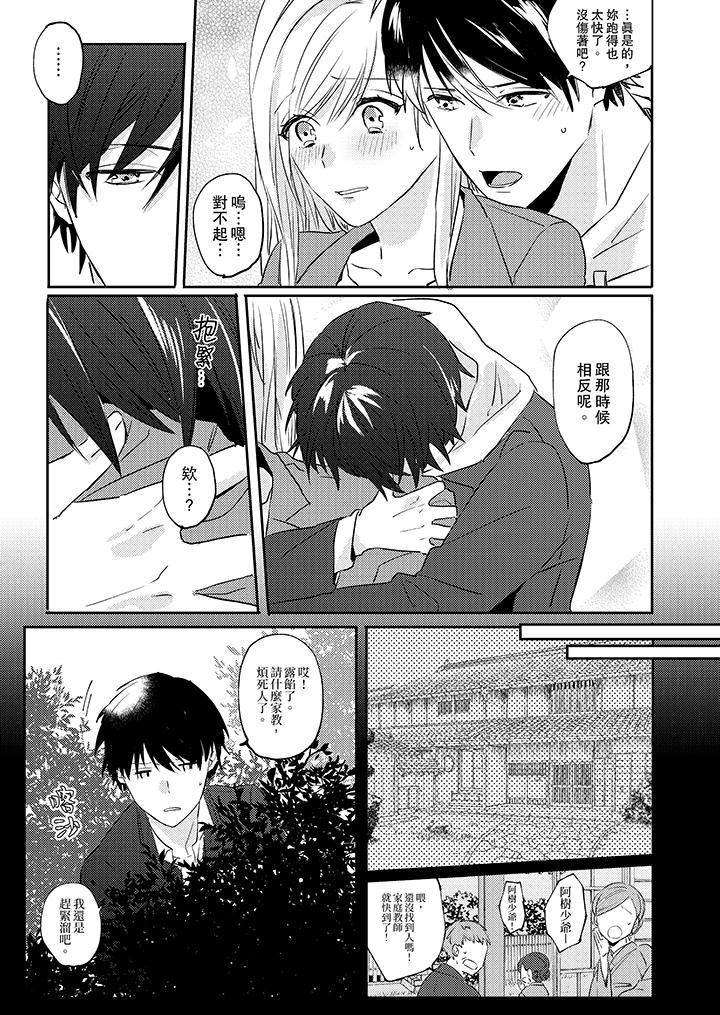 …真是的，
妳跑得也
太快了。
沒傷著吧？
嗚…嗯
對不起…
……
跟那時候
相反呢。
抱緊…
欸…？
阿樹少爺—
阿樹少爺！
喂，
還沒找到人嗎！
家庭教師
就快到了！
哎！
露餡了。
請什麼家教，
煩死人了。
喀沙
我還是
趕緊溜吧。